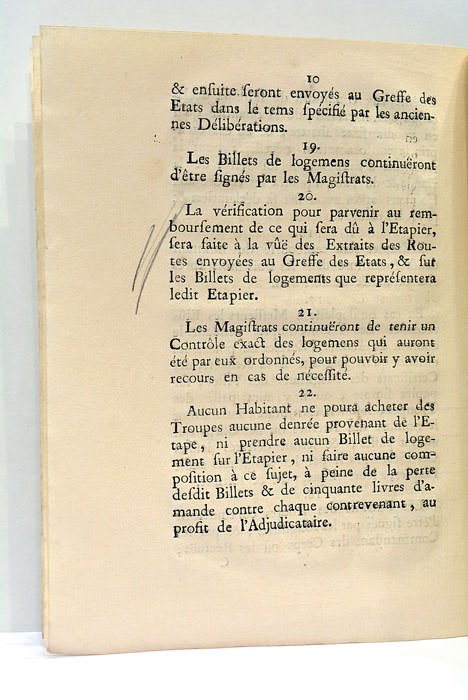 10
& enſuite ſeront envoyés au Greffe des
Etats dans le tems ſpécifié par les ancien-
nes Délibérations.
19.
Les Billets de logemens continuëront
d'être ſignés par les Magiſtrats.
20.
La vérification pour parvenir au rem-
bourſement de ce qui ſera dû à l'Etapier,
ſera faite à la vûë des Extraits des Rou-
tes envoyées au Greffe des Etats, & ſur
les Billets de logements que repréſentera
ledit Etapier.
21.
Les Magiſtrats continuëront de tenir un
Contrôle exact des logemens qui auront
été par eux ordonnés, pour pouvoir y avoir
recours en cas de néceſſité.
22.
Aucun Habitant ne poura acheter des
Troupes aucune denrée provenant de l'E-
tape, ni prendre aucun Billet de loge-
ment ſur l'Etapier, ni faire aucune com-
poſition à ce ſujet, à peine de la perte
deſdit Billets & de cinquante livres d'a-
mande contre chaque contrevenant, au
profit de l'Adjudicataire.